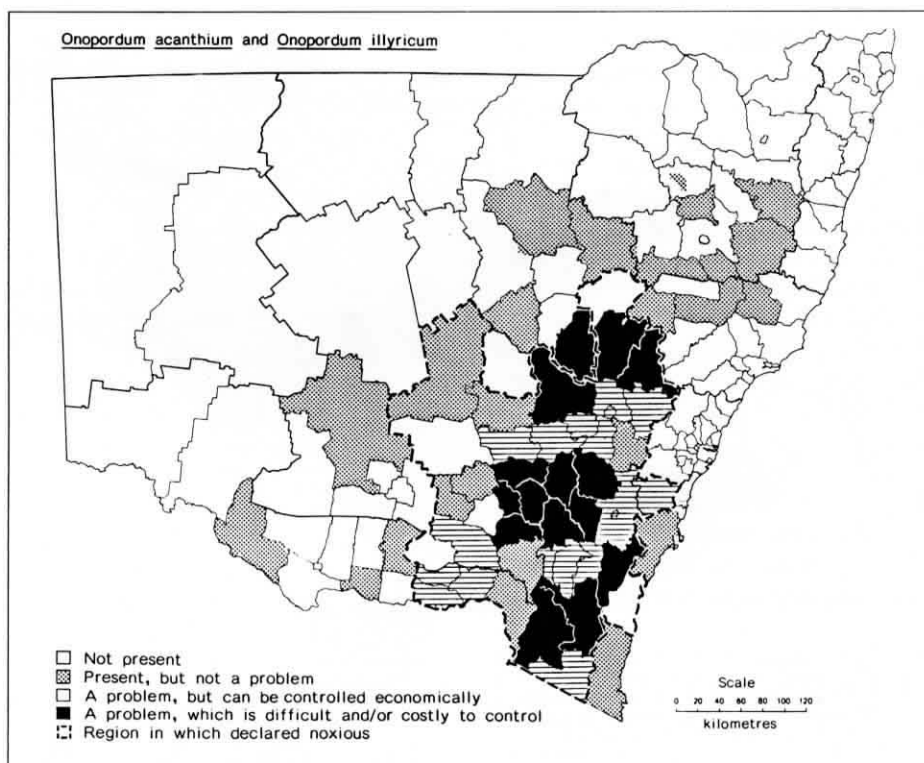 Onopordum acanthium and Onopordum illyricum
Not present
Present, but not a problem
A problem, but can be controlled economically
A problem, which is difficult and/or costly to control
Region in which declared noxious
Scale
0 20 40 60 80 100 120
kilometres